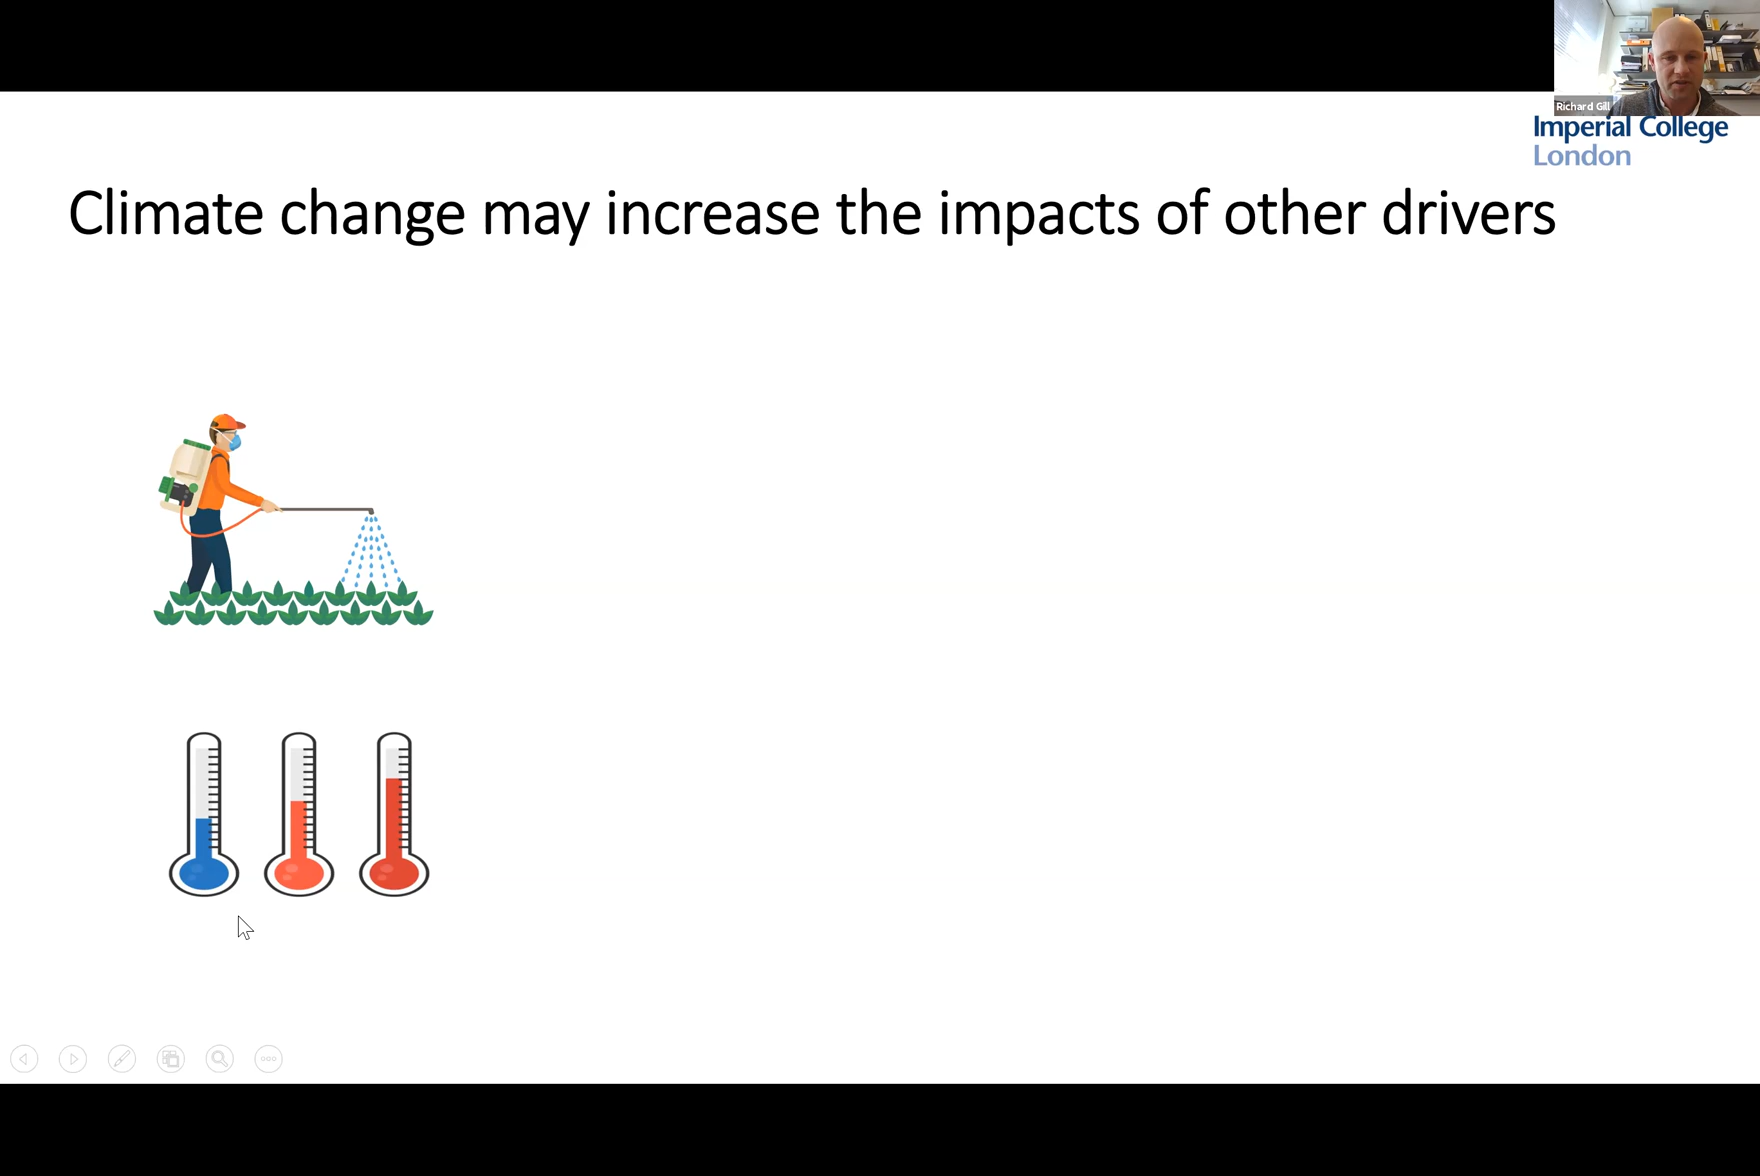 Richard Gill
Imperial College
London
Climate change may increase the impacts of other drivers